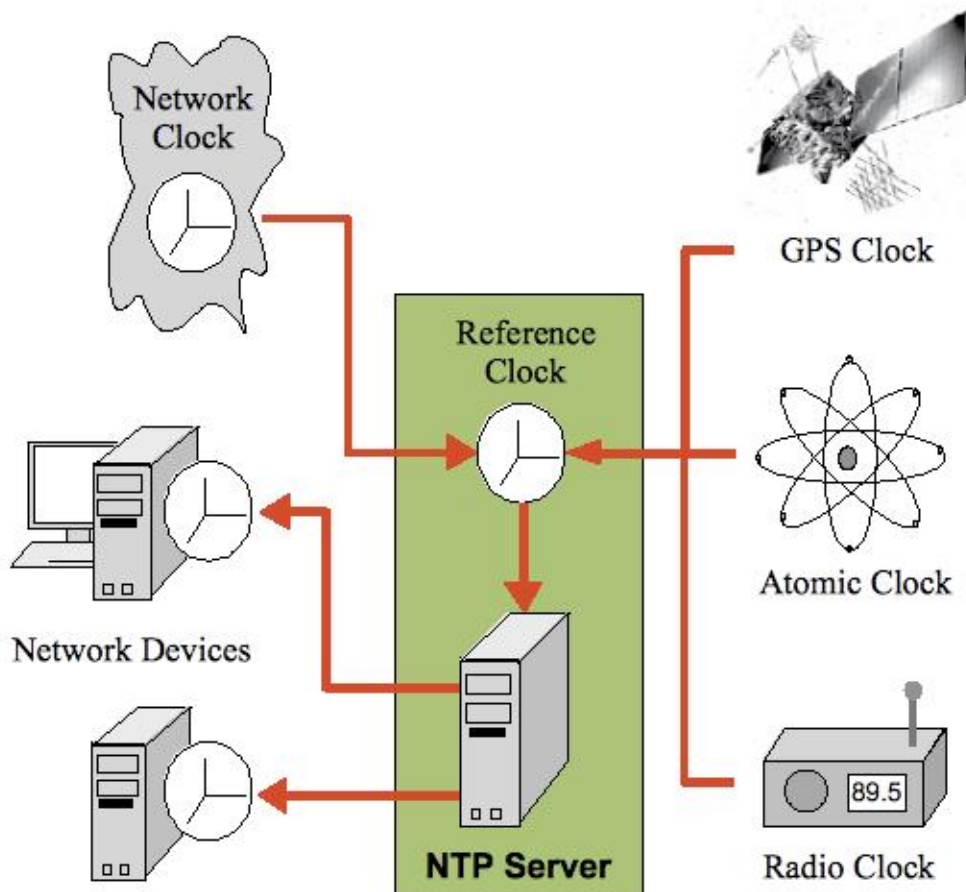 Network
Clock
GPS Clock
Reference
Clock
Atomic Clock
Network Devices
89.5
NTP Server
Radio Clock